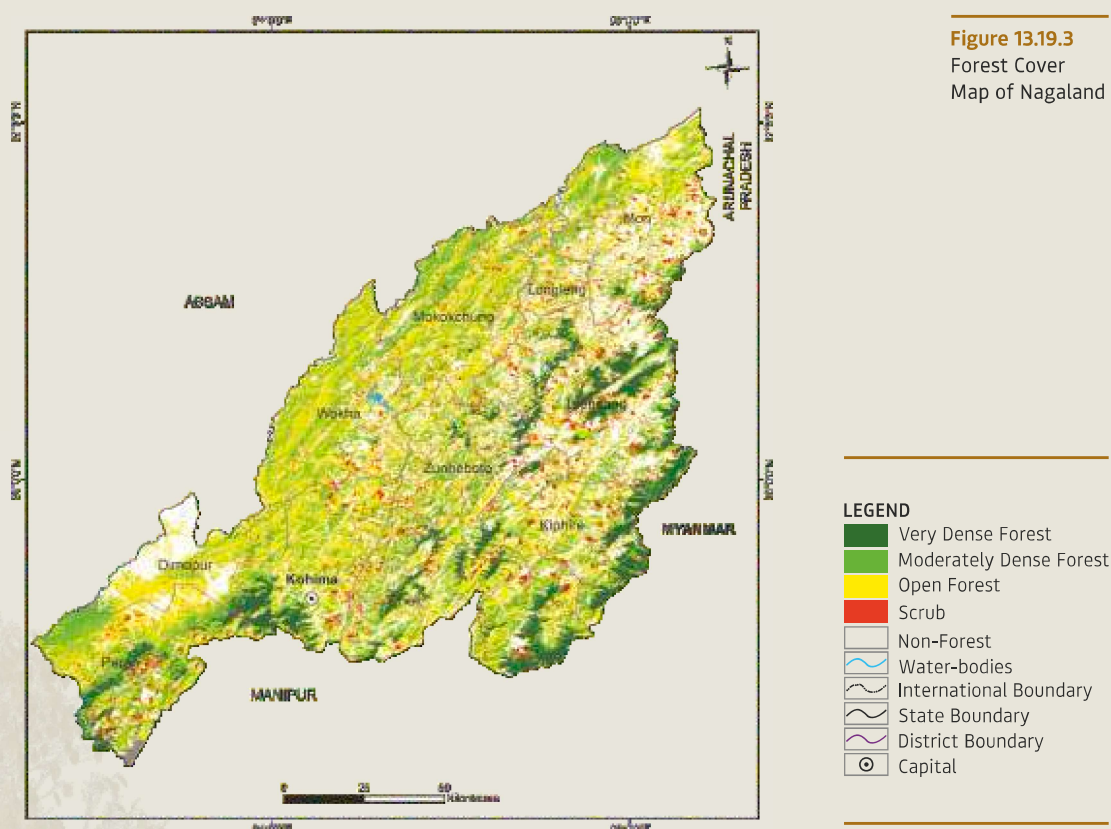 Figure 13.19.3
Forest Cover
Map of Nagaland
N
ARUNACHAL
PRADESH
Mon
Longleng
ASSAM
Mokokchung
Tuensang
Wokha
Zunheboto
Kiphire
MYANMAR
Dimapur
Kohima
Peren
MANIPUR
0 25 50
Kilometers
LEGEND
Very Dense Forest
Moderately Dense Forest
Open Forest
Scrub
Non-Forest
Water-bodies
International Boundary
State Boundary
District Boundary
Capital